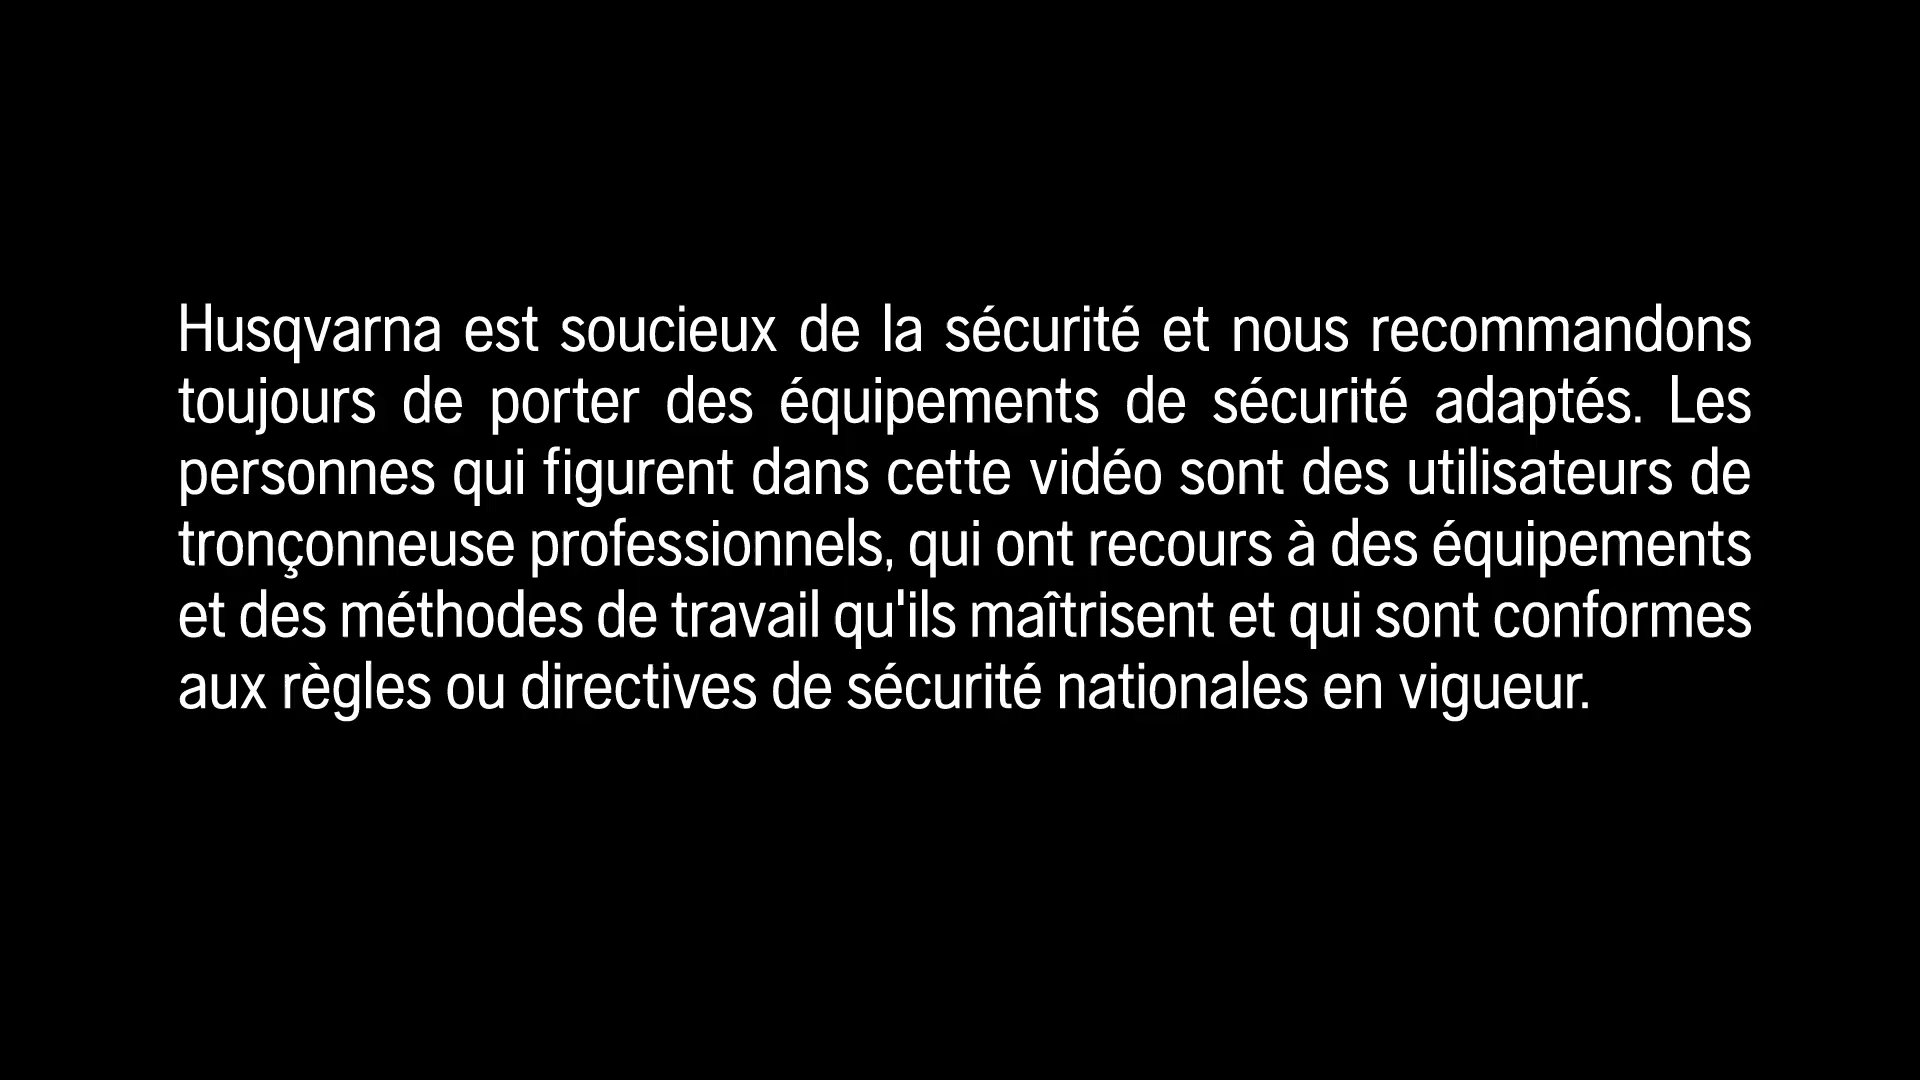 Husqvarna est soucieux de la sécurité et nous recommandons
toujours de porter des équipements de sécurité adaptés. Les
personnes qui figurent dans cette vidéo sont des utilisateurs de
tronçonneuse professionnels, qui ont recours à des équipements
et des méthodes de travail qu'ils maîtrisent et qui sont conformes
aux règles ou directives de sécurité nationales en vigueur.